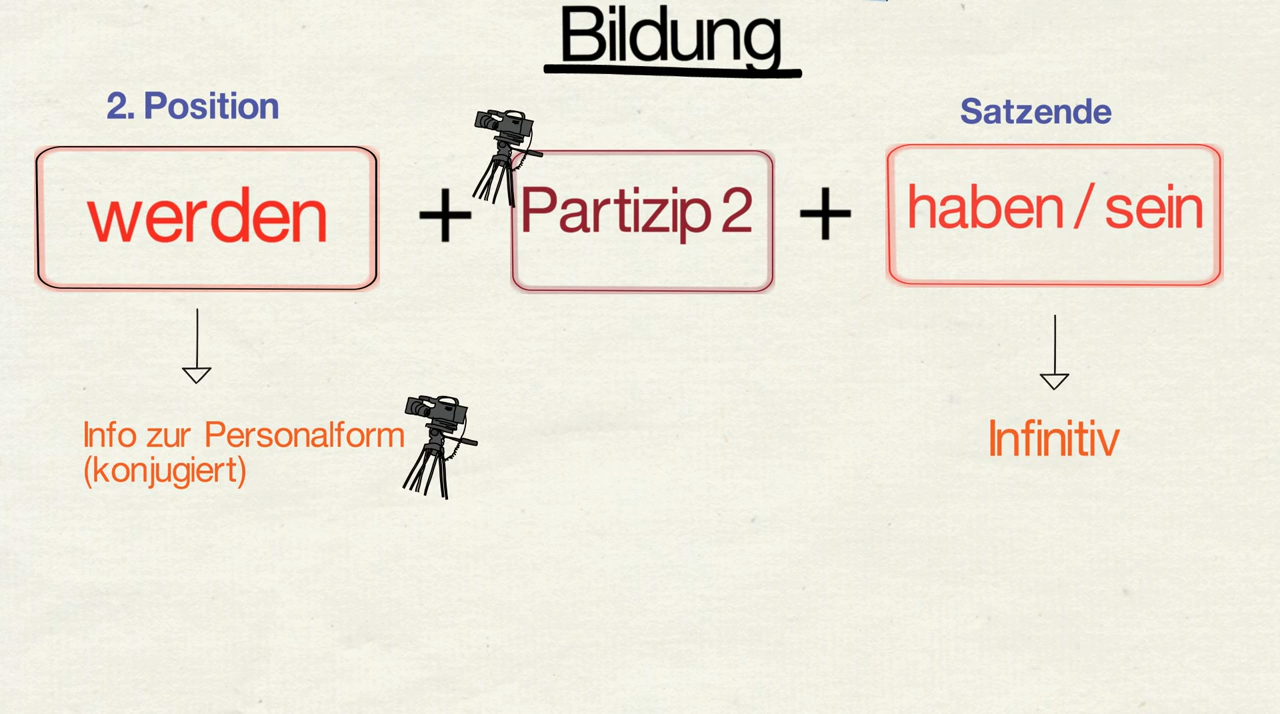 Bildung
2. Position
Satzende
werden
+
Partizip 2
+
haben / sein
Info zur Personalform
(konjugiert)
Infinitiv